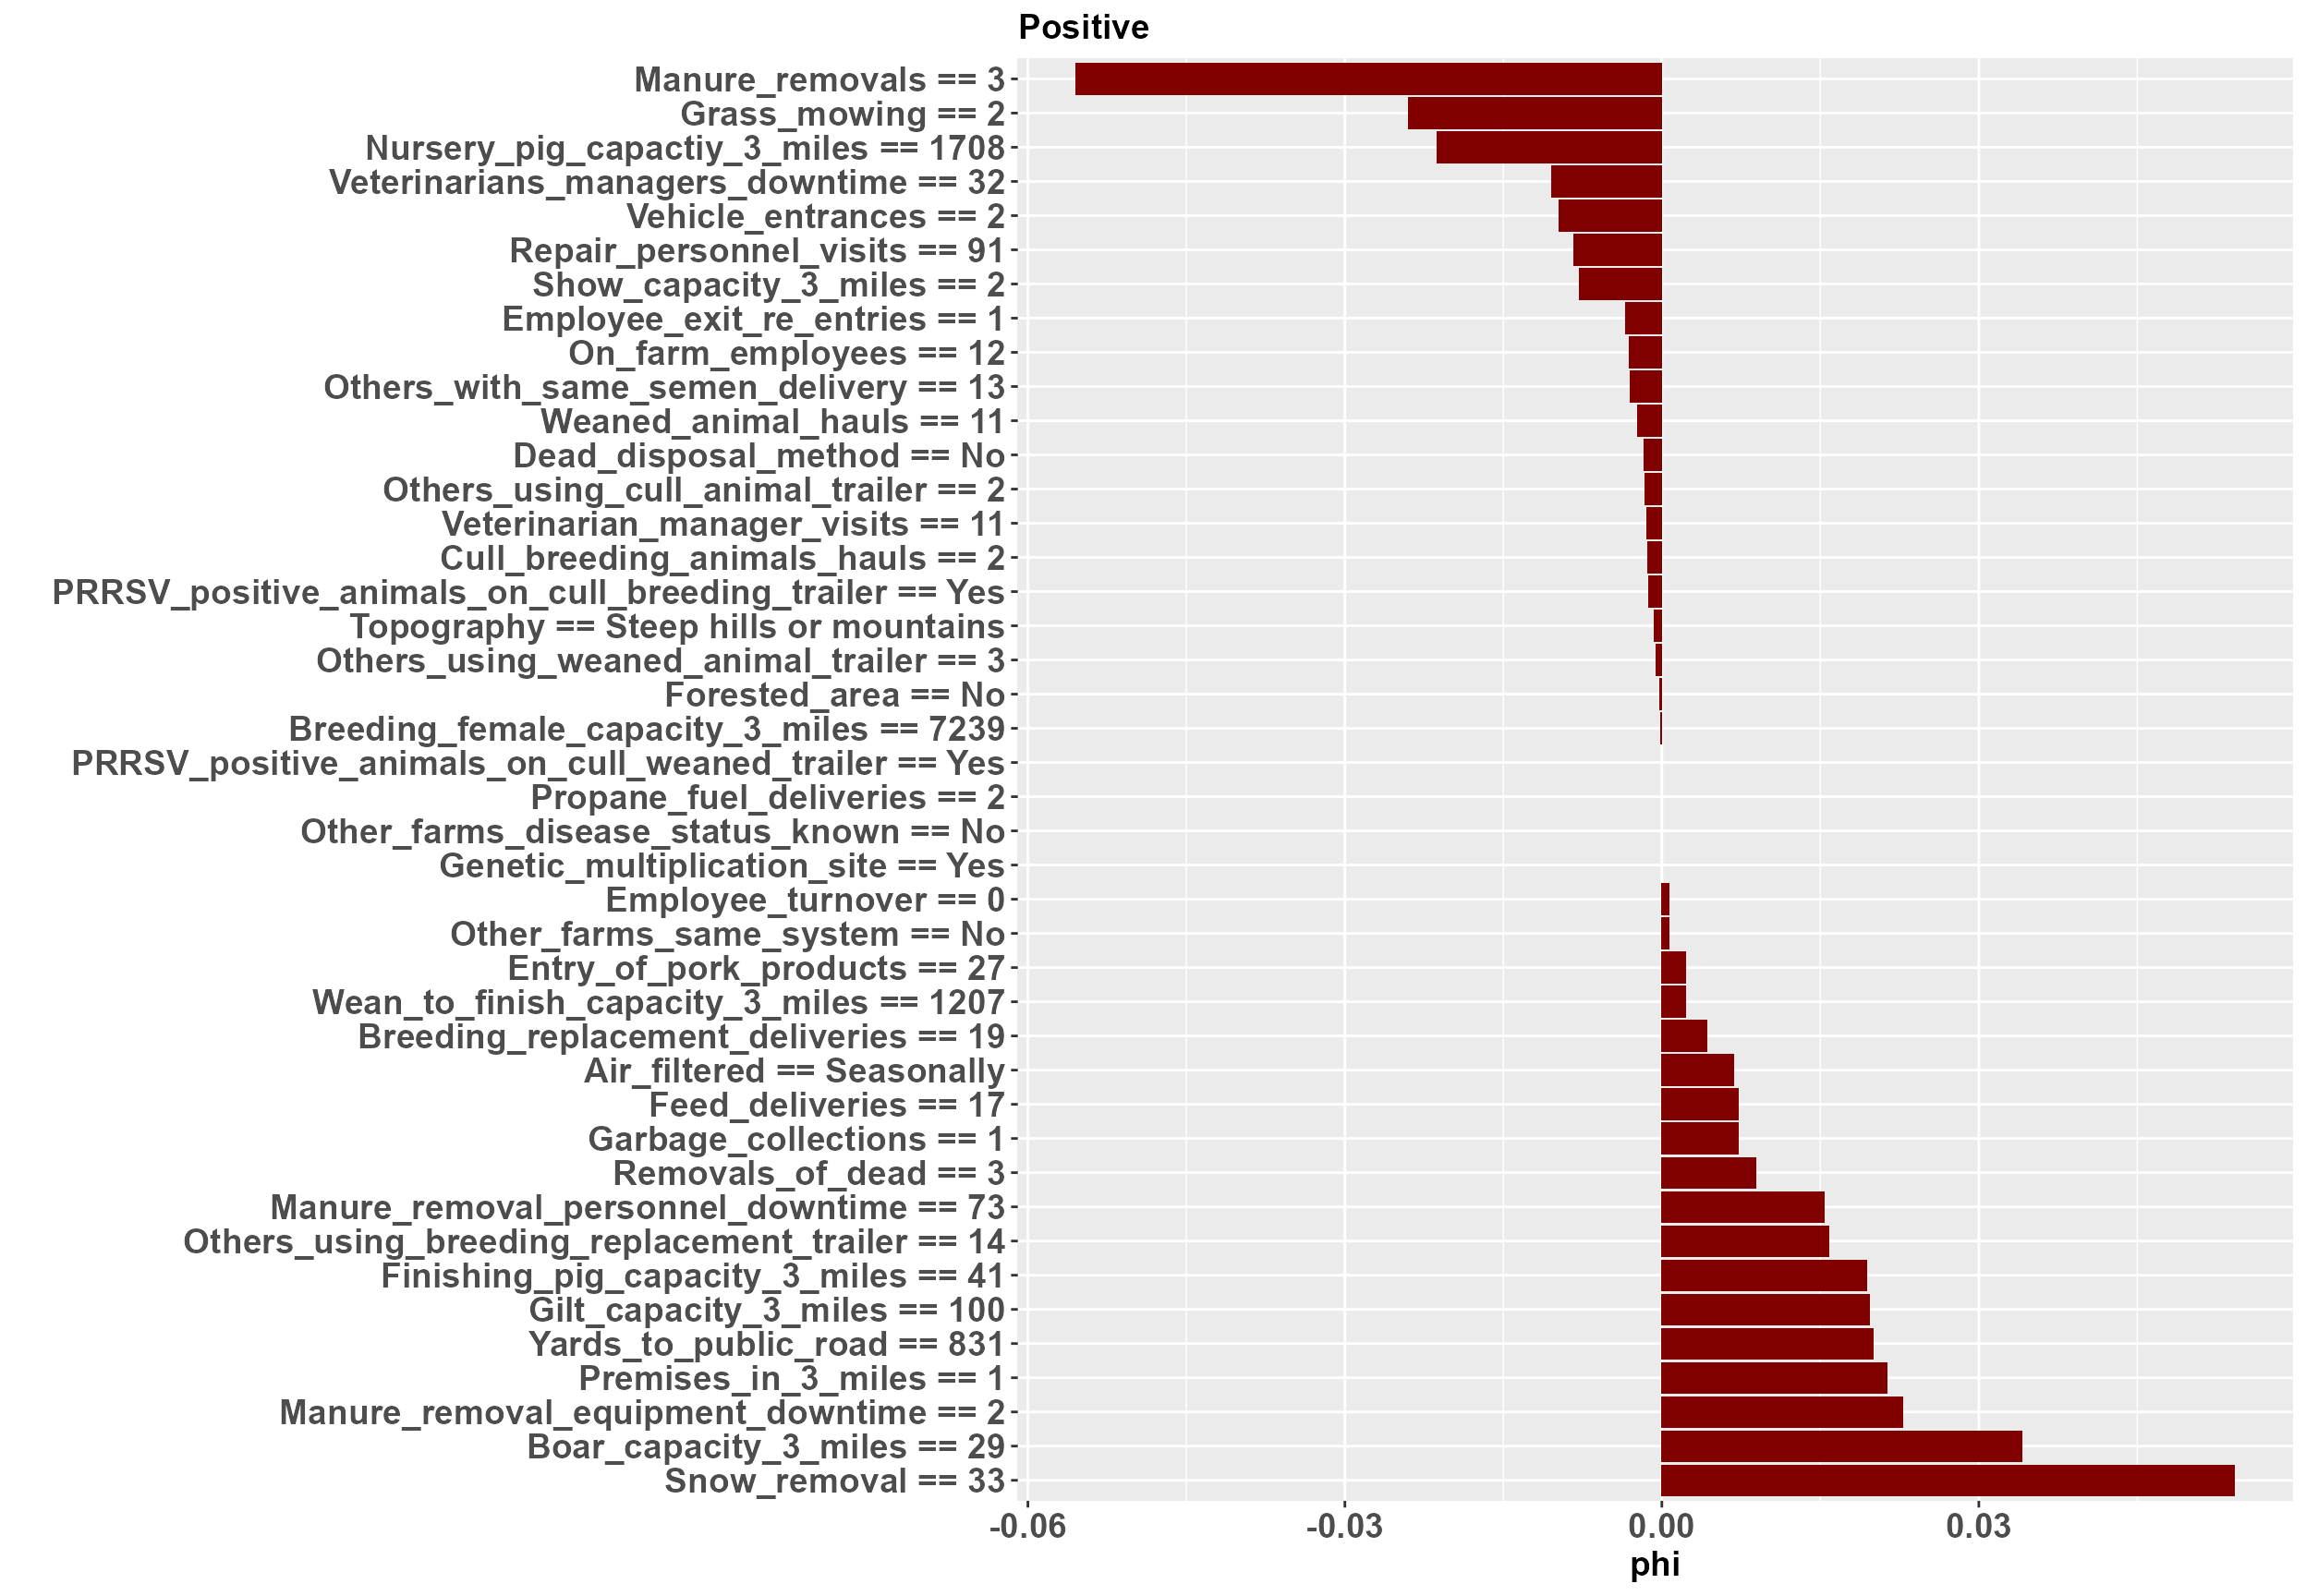 Positive
Manure_removals == 3
Grass_mowing == 2
Nursery_pig_capactiy_3_miles == 1708
Veterinarians_managers_downtime == 32
Vehicle_entrances == 2
Repair_personnel_visits == 91
Show_capacity_3_miles == 2
Employee_exit_re_entries == 1
On_farm_employees == 12
Others_with_same_semen_delivery == 13
Weaned_animal_hauls == 11
Dead_disposal_method == No
Others_using_cull_animal_trailer == 2
Veterinarian_manager_visits == 11
Cull_breeding_animals_hauls == 2
PRRSV_positive_animals_on_cull_breeding_trailer == Yes
Topography == Steep hills or mountains
Others_using_weaned_animal_trailer == 3
Forested_area == No
Breeding_female_capacity_3_miles == 7239
PRRSV_positive_animals_on_cull_weaned_trailer == Yes
Propane_fuel_deliveries == 2
Other_farms_disease_status_known == No
Genetic_multiplication_site == Yes
Employee_turnover == 0
Other_farms_same_system == No
Entry_of_pork_products == 27
Wean_to_finish_capacity_3_miles == 1207
Breeding_replacement_deliveries == 19
Air_filtered == Seasonally
Feed_deliveries == 17
Garbage_collections == 1
Removals_of_dead == 3
Manure_removal_personnel_downtime == 73
Others_using_breeding_replacement_trailer == 14
Finishing_pig_capacity_3_miles == 41
Gilt_capacity_3_miles == 100
Yards_to_public_road == 831
Premises_in_3_miles == 1
Manure_removal_equipment_downtime == 2
Boar_capacity_3_miles == 29
Snow_removal == 33
-0.06 -0.03 0.00 0.03
phi